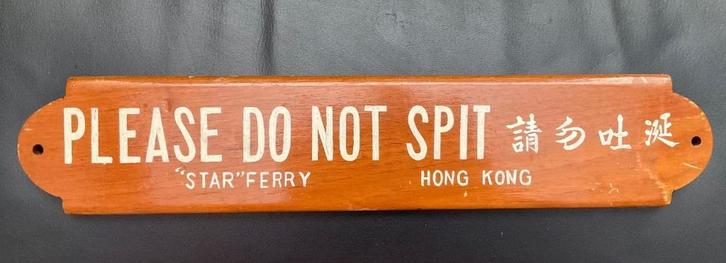 PLEASE DO NOT SPIT 請勿吐涎
"STAR" FERRY HONG KONG